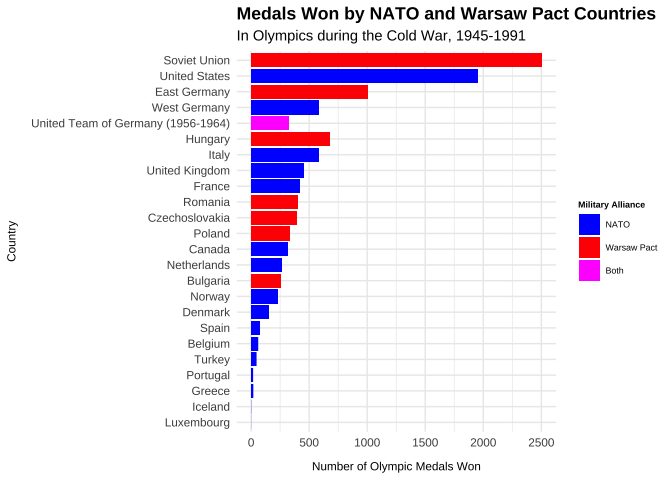 Medals Won by NATO and Warsaw Pact Countries
In Olympics during the Cold War, 1945-1991
Country
Soviet Union
United States
East Germany
West Germany
United Team of Germany (1956-1964)
Hungary
Italy
United Kingdom
France
Romania
Czechoslovakia
Poland
Canada
Netherlands
Bulgaria
Norway
Denmark
Spain
Belgium
Turkey
Portugal
Greece
Iceland
Luxembourg
0 500 1000 1500 2000 2500
Number of Olympic Medals Won
Military Alliance
NATO
Warsaw Pact
Both